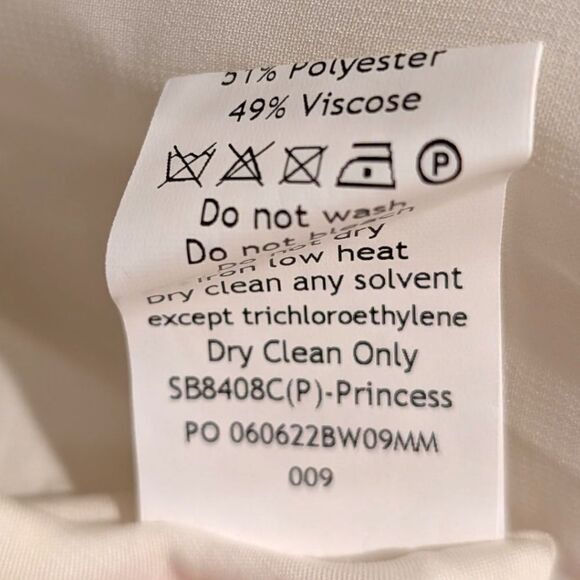 51% Polyester
49% Viscose
P
Do not wash
Do not bleach
Do not dry
Iron low heat
Dry clean any solvent
except trichloroethylene
Dry Clean Only
SB8408C(P)-Princess
PO 060622BW09MM
009